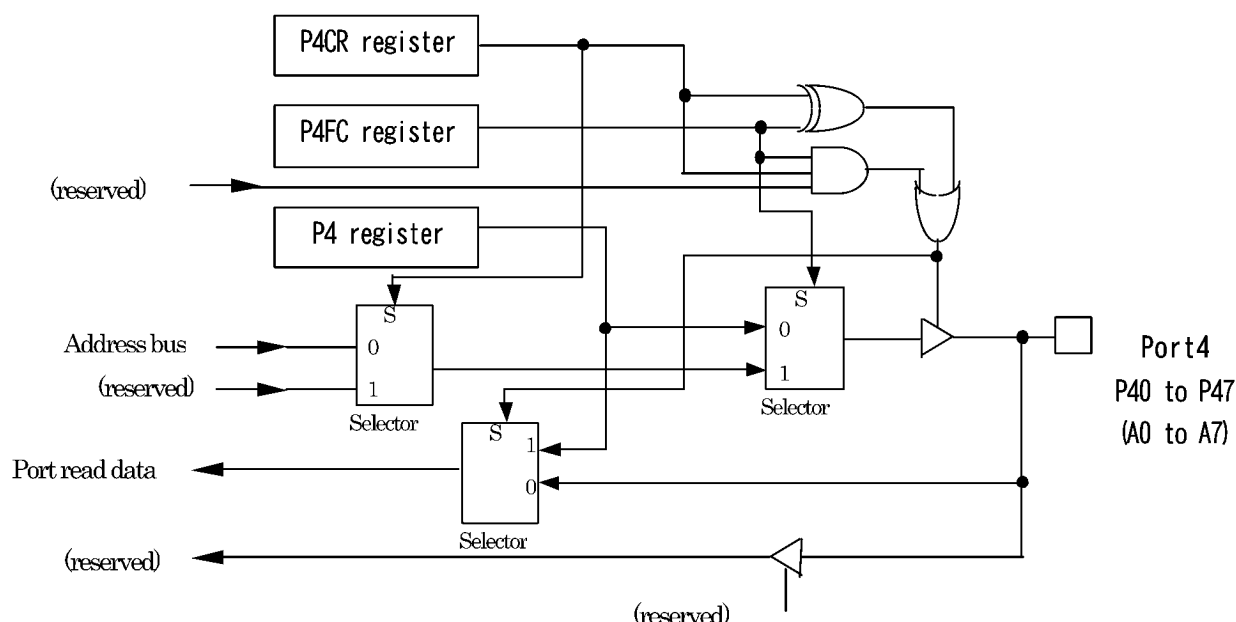 P4CR register
P4FC register
(reserved)
P4 register
S
S
0
Address bus
0
Port4
(reserved)
1
1
P40 to P47
Selector
Selector
(A0 to A7)
S
1
Port read data
0
Selector
(reserved)
(reserved)